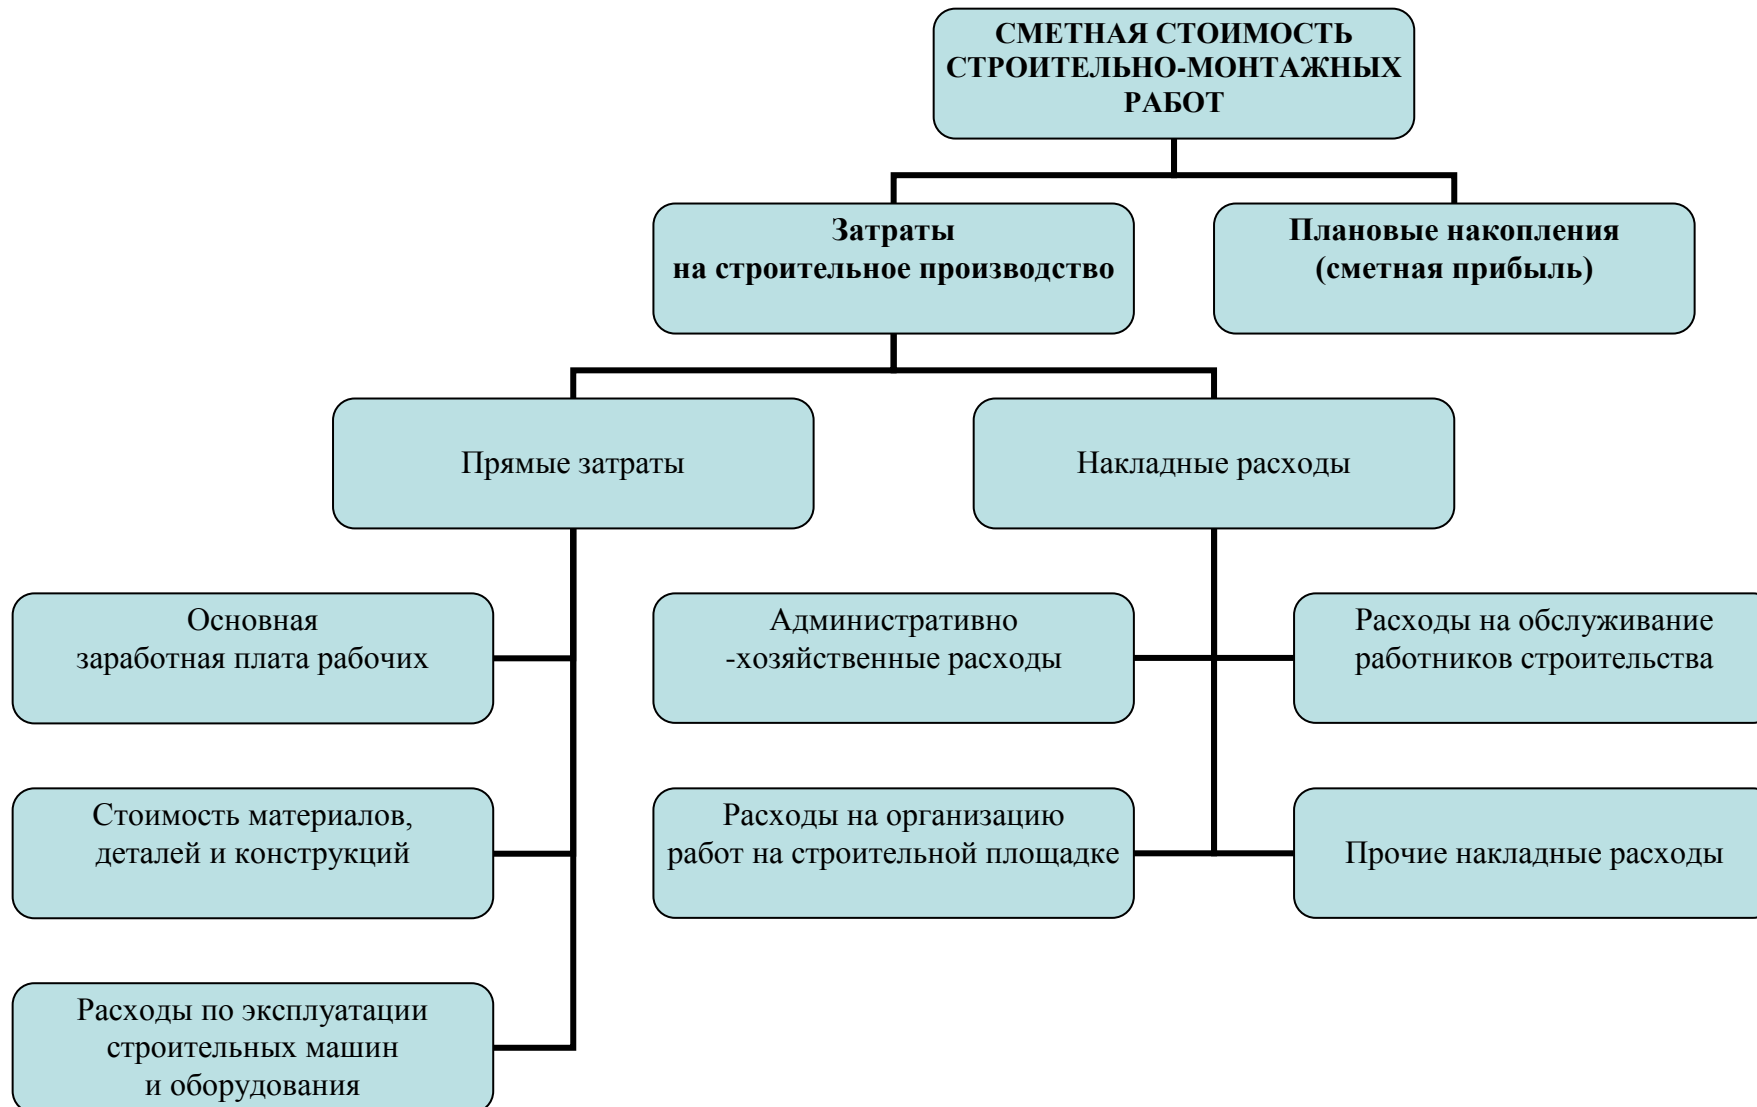 СМЕТНАЯ СТОИМОСТЬ
СТРОИТЕЛЬНО-МОНТАЖНЫХ
РАБОТ
Затраты
на строительное производство
Плановые накопления
(сметная прибыль)
Прямые затраты
Накладные расходы
Основная
заработная плата рабочих
Административно
-хозяйственные расходы
Расходы на обслуживание
работников строительства
Стоимость материалов,
деталей и конструкций
Расходы на организацию
работ на строительной площадке
Прочие накладные расходы
Расходы по эксплуатации
строительных машин
и оборудования